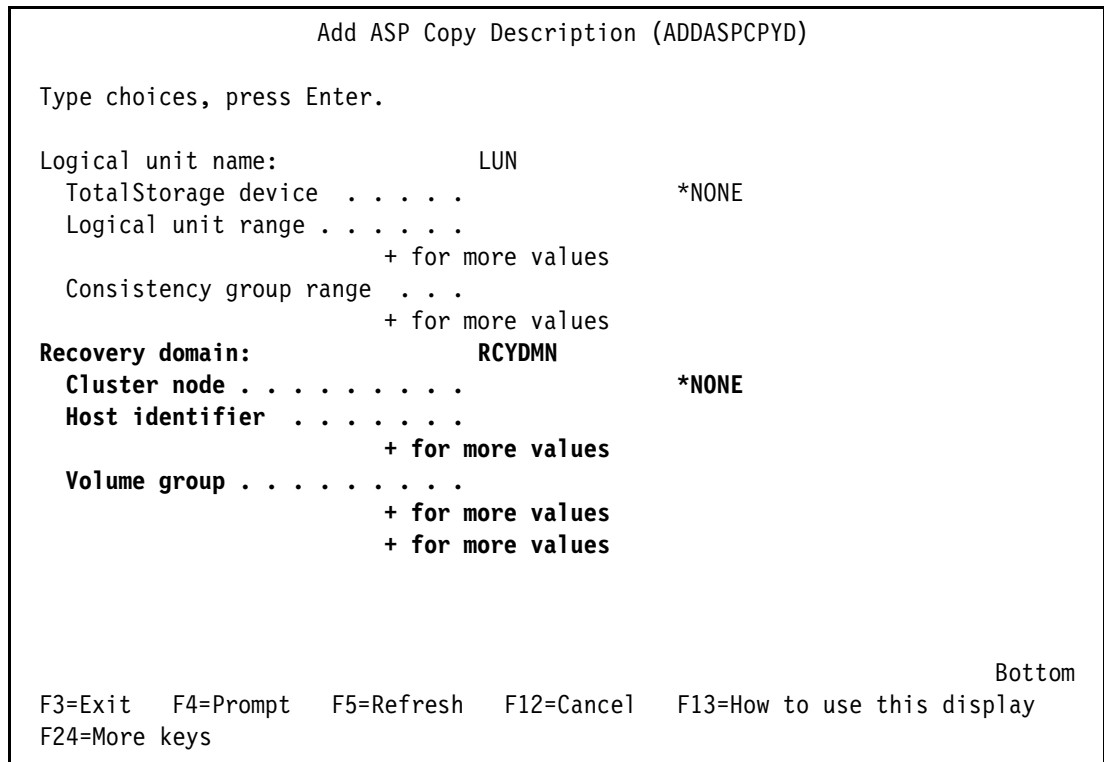 Add ASP Copy Description (ADDASPCPYD)
Type choices, press Enter.
Logical unit name: LUN
TotalStorage device . . . . . *NONE
Logical unit range . . . . . .
+ for more values
Consistency group range . . .
+ for more values
Recovery domain: RCYDMN
Cluster node . . . . . . . . . *NONE
Host identifier . . . . . . .
+ for more values
Volume group . . . . . . . . .
+ for more values
+ for more values
Bottom
F3=Exit F4=Prompt F5=Refresh F12=Cancel F13=How to use this display
F24=More keys